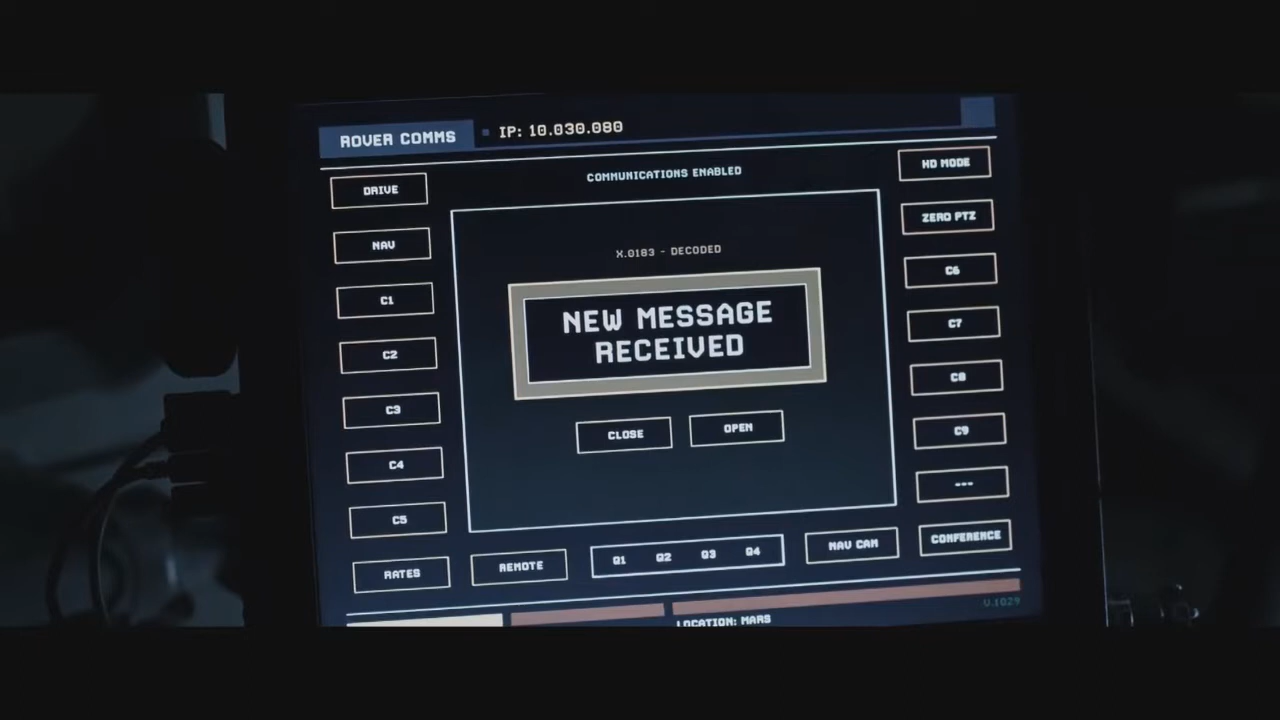 ROVER COMMS
IP: 10.030.080
COMMUNICATIONS ENABLED
HD MODE
DRIVE
ZERO PTZ
NAV
X.0183 - DECODED
C6
C1
NEW MESSAGE
RECEIVED
C7
C2
C8
C3
CLOSE
OPEN
C9
C4
---
C5
RATES
REMOTE
Q1 Q2 Q3 Q4
NAV CAM
CONFERENCE
V.1029
LOCATION: MARS